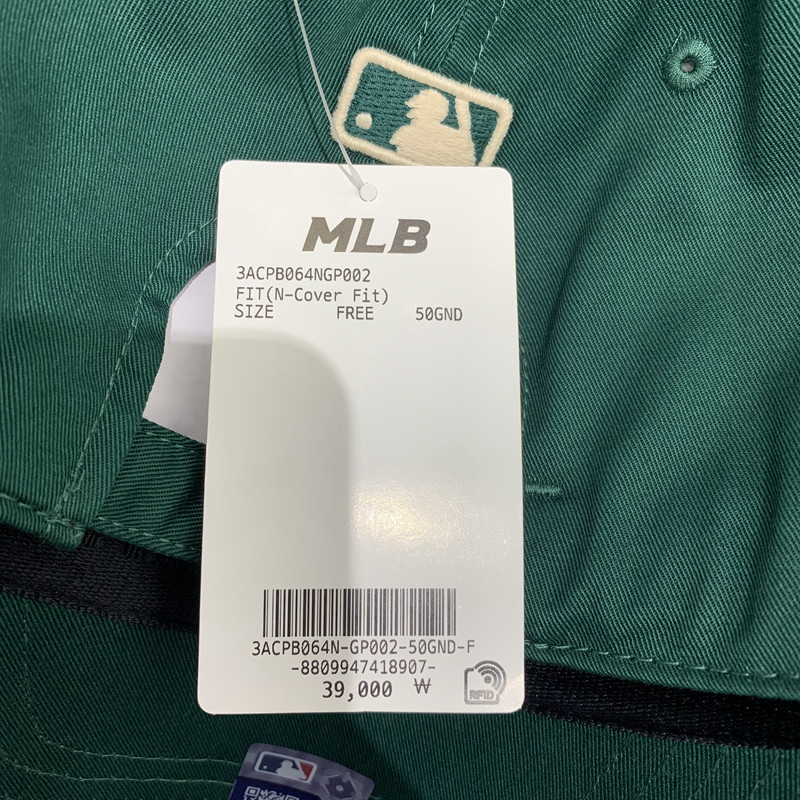 MLB
3ACPB064NGP002
FIT(N-Cover Fit)
SIZE FREE 50GND
3ACPB064N-GP002-50GND-F
-8809947418907-
39,000 ₩
RFID